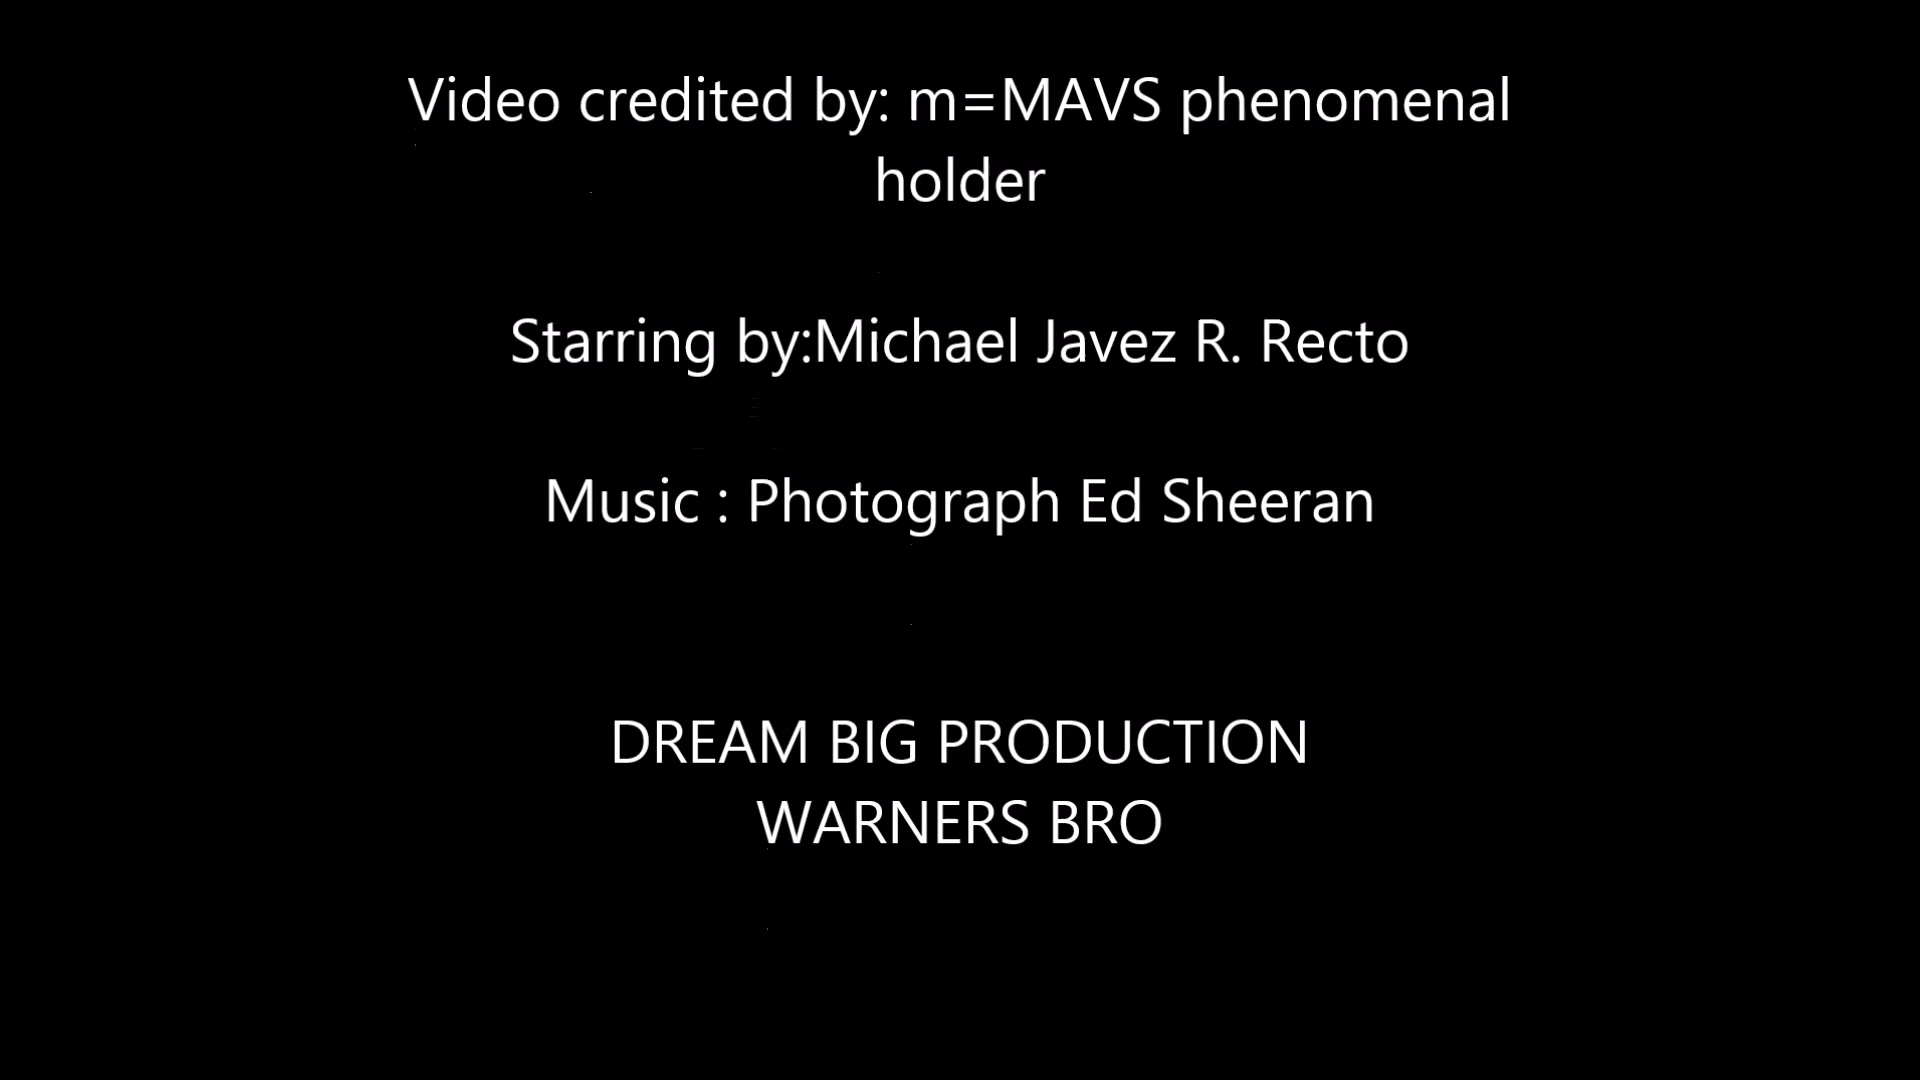 Video credited by: m=MAVS phenomenal
holder
Starring by:Michael Javez R. Recto
Music : Photograph Ed Sheeran
DREAM BIG PRODUCTION
WARNERS BRO